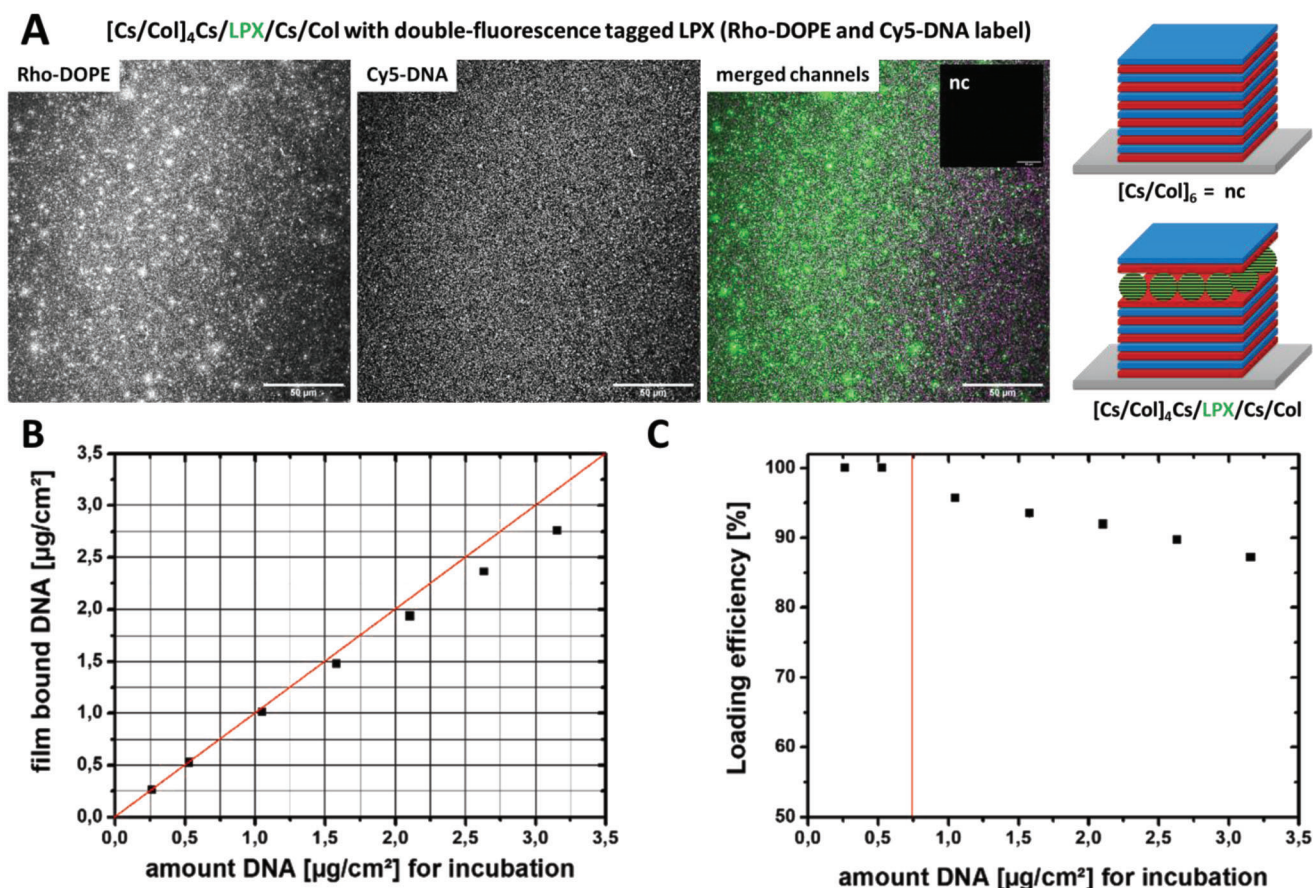 A
[Cs/Col]₄Cs/LPX/Cs/Col with double-fluorescence tagged LPX (Rho-DOPE and Cy5-DNA label)
Rho-DOPE
Cy5-DNA
merged channels
nc
50 µm
50 µm
50 µm
[Cs/Col]₆ = nc
[Cs/Col]₄Cs/LPX/Cs/Col
B
film bound DNA [µg/cm²]
3,5
3,0
2,5
2,0
1,5
1,0
0,5
0,0
0,0 0,5 1,0 1,5 2,0 2,5 3,0 3,5
amount DNA [µg/cm²] for incubation
C
Loading efficiency [%]
100
90
80
70
60
50
0,0 0,5 1,0 1,5 2,0 2,5 3,0 3,5
amount DNA [µg/cm²] for incubation